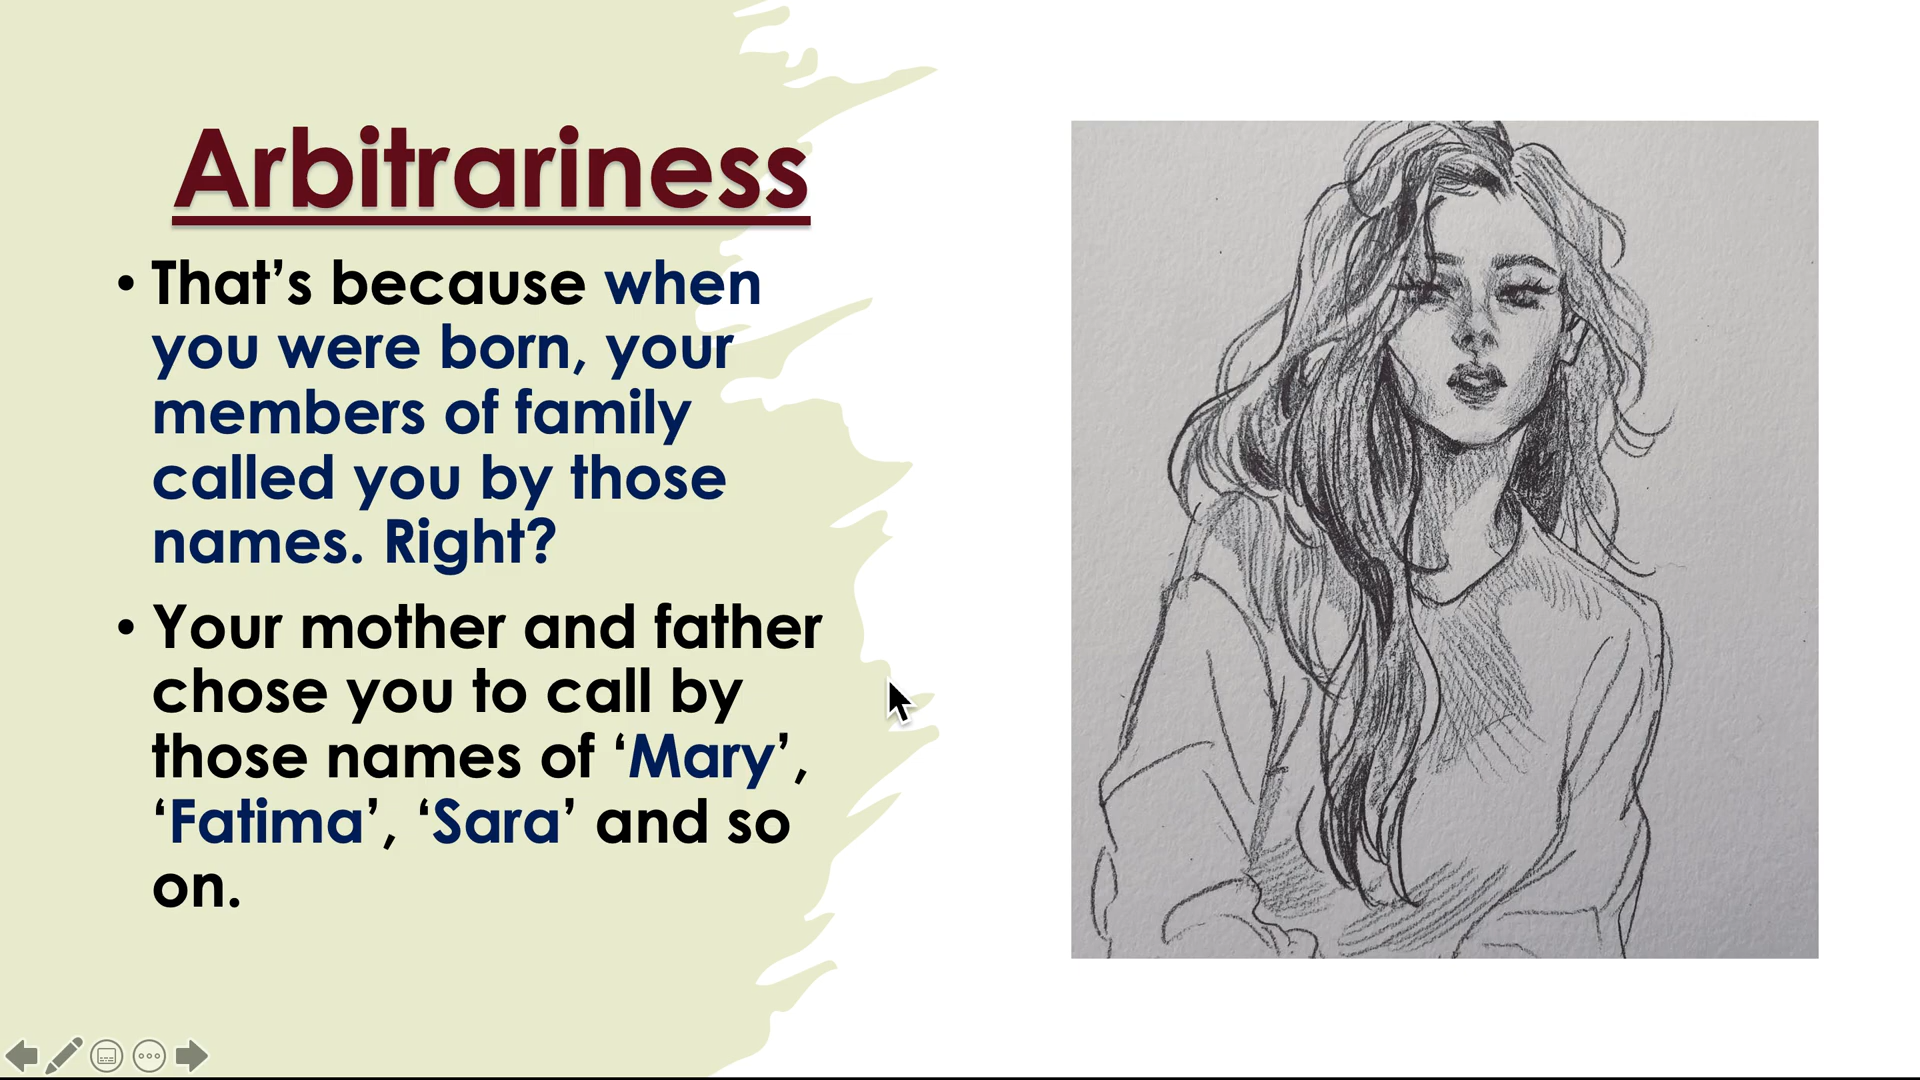 Arbitrariness
• That’s because when
you were born, your
members of family
called you by those
names. Right?
• Your mother and father
chose you to call by
those names of ‘Mary’,
‘Fatima’, ‘Sara’ and so
on.